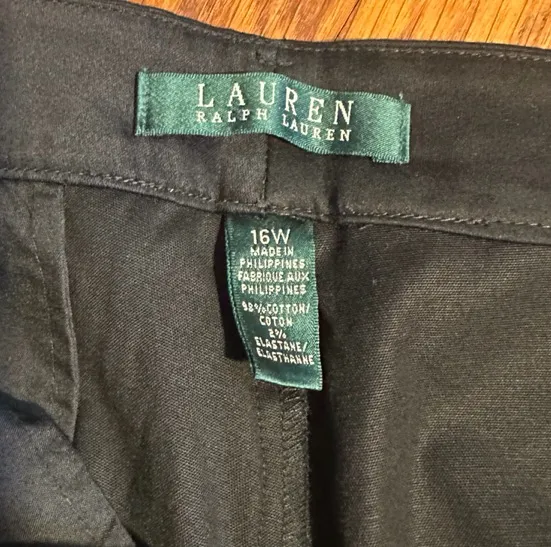 LAUREN
RALPH LAUREN
16W
MADE IN
PHILIPPINES
FABRIQUE AUX
PHILIPPINES
98% COTTON/
COTON
2%
ELASTANE/
ELASTHANNE